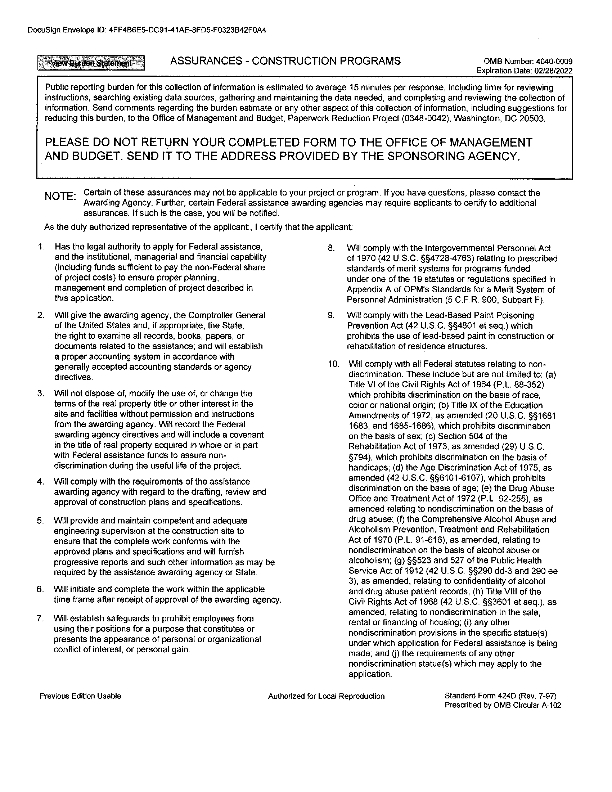 DocuSign Envelope ID: 4FF4B6E5-DC91-41AE-8FD5-F0323B42F0A4
View Burden Statement
ASSURANCES - CONSTRUCTION PROGRAMS
OMB Number: 4040-0009
Expiration Date: 02/28/2022
Public reporting burden for this collection of information is estimated to average 15 minutes per response, including time for reviewing
instructions, searching existing data sources, gathering and maintaining the data needed, and completing and reviewing the collection of
information. Send comments regarding the burden estimate or any other aspect of this collection of information, including suggestions for
reducing this burden, to the Office of Management and Budget, Paperwork Reduction Project (0348-0042), Washington, DC 20503.
PLEASE DO NOT RETURN YOUR COMPLETED FORM TO THE OFFICE OF MANAGEMENT
AND BUDGET. SEND IT TO THE ADDRESS PROVIDED BY THE SPONSORING AGENCY.
NOTE: Certain of these assurances may not be applicable to your project or program. If you have questions, please contact the
Awarding Agency. Further, certain Federal assistance awarding agencies may require applicants to certify to additional
assurances. If such is the case, you will be notified.
As the duly authorized representative of the applicant:, I certify that the applicant:
1. Has the legal authority to apply for Federal assistance,
and the institutional, managerial and financial capability
(including funds sufficient to pay the non-Federal share
of project costs) to ensure proper planning,
management and completion of project described in
this application.
2. Will give the awarding agency, the Comptroller General
of the United States and, if appropriate, the State,
the right to examine all records, books, papers, or
documents related to the assistance; and will establish
a proper accounting system in accordance with
generally accepted accounting standards or agency
directives.
3. Will not dispose of, modify the use of, or change the
terms of the real property title or other interest in the
site and facilities without permission and instructions
from the awarding agency. Will record the Federal
awarding agency directives and will include a covenant
in the title of real property acquired in whole or in part
with Federal assistance funds to assure non-
discrimination during the useful life of the project.
4. Will comply with the requirements of the assistance
awarding agency with regard to the drafting, review and
approval of construction plans and specifications.
5. Will provide and maintain competent and adequate
engineering supervision at the construction site to
ensure that the complete work conforms with the
approved plans and specifications and will furnish
progressive reports and such other information as may be
required by the assistance awarding agency or State.
6. Will initiate and complete the work within the applicable
time frame after receipt of approval of the awarding agency.
7. Will establish safeguards to prohibit employees from
using their positions for a purpose that constitutes or
presents the appearance of personal or organizational
conflict of interest, or personal gain.
8. Will comply with the Intergovernmental Personnel Act
of 1970 (42 U.S.C. §§4728-4763) relating to prescribed
standards of merit systems for programs funded
under one of the 19 statutes or regulations specified in
Appendix A of OPM's Standards for a Merit System of
Personnel Administration (5 C.F.R. 900, Subpart F).
9. Will comply with the Lead-Based Paint Poisoning
Prevention Act (42 U.S.C. §§4801 et seq.) which
prohibits the use of lead-based paint in construction or
rehabilitation of residence structures.
10. Will comply with all Federal statutes relating to non-
discrimination. These include but are not limited to: (a)
Title VI of the Civil Rights Act of 1964 (P.L. 88-352)
which prohibits discrimination on the basis of race,
color or national origin; (b) Title IX of the Education
Amendments of 1972, as amended (20 U.S.C. §§1681
1683, and 1685-1686), which prohibits discrimination
on the basis of sex; (c) Section 504 of the
Rehabilitation Act of 1973, as amended (29) U.S.C.
§794), which prohibits discrimination on the basis of
handicaps; (d) the Age Discrimination Act of 1975, as
amended (42 U.S.C. §§6101-6107), which prohibits
discrimination on the basis of age; (e) the Drug Abuse
Office and Treatment Act of 1972 (P.L. 92-255), as
amended relating to nondiscrimination on the basis of
drug abuse; (f) the Comprehensive Alcohol Abuse and
Alcoholism Prevention, Treatment and Rehabilitation
Act of 1970 (P.L. 91-616), as amended, relating to
nondiscrimination on the basis of alcohol abuse or
alcoholism; (g) §§523 and 527 of the Public Health
Service Act of 1912 (42 U.S.C. §§290 dd-3 and 290 ee
3), as amended, relating to confidentiality of alcohol
and drug abuse patient records; (h) Title VIII of the
Civil Rights Act of 1968 (42 U.S.C. §§3601 et seq.), as
amended, relating to nondiscrimination in the sale,
rental or financing of housing; (i) any other
nondiscrimination provisions in the specific statue(s)
under which application for Federal assistance is being
made; and (j) the requirements of any other
nondiscrimination statue(s) which may apply to the
application.
Previous Edition Usable
Authorized for Local Reproduction
Standard Form 424D (Rev. 7-97)
Prescribed by OMB Circular A-102